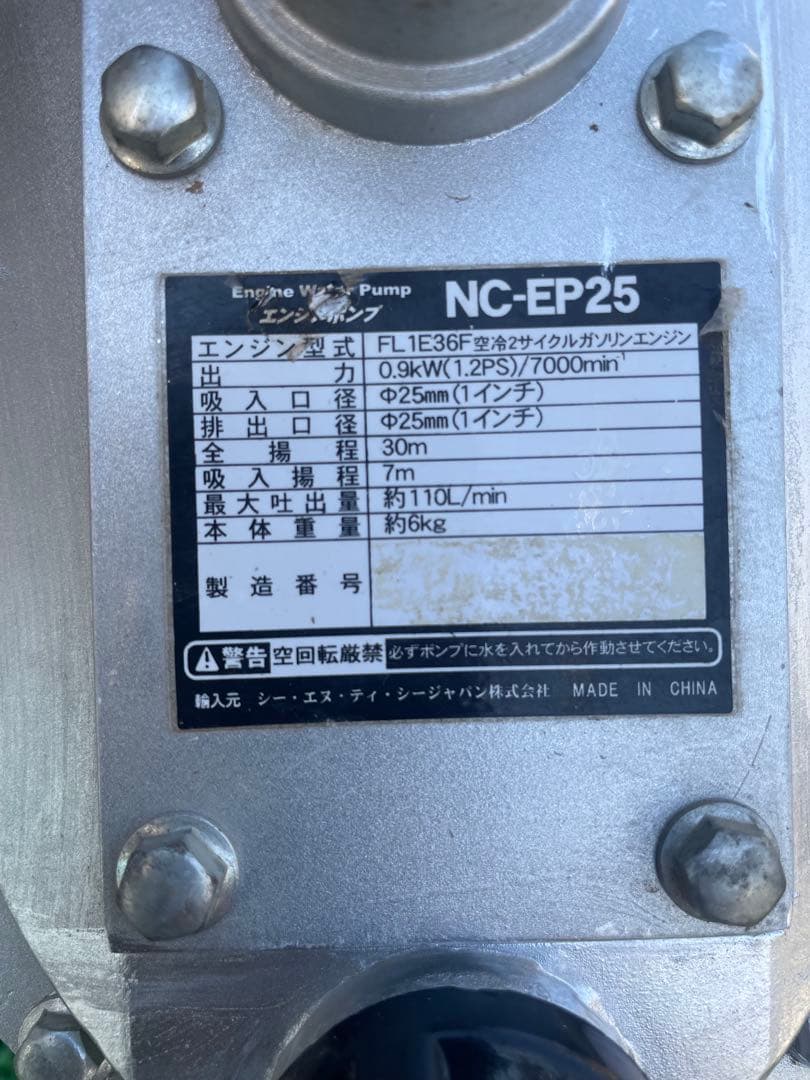 Engine Water Pump NC-EP25
エンジンポンプ
エンジン型式 FL1E36F空冷2サイクルガソリンエンジン
出力 0.9kW(1.2PS)/7000min⁻¹
吸入口径 Φ25mm(1インチ)
排出口径 Φ25mm(1インチ)
全揚程 30m
吸入揚程 7m
最大吐出量 約110L/min
本体重量 約6kg
製造番号
警告 空回転厳禁 必ずポンプに水を入れてから作動させてください。
輸入元 シー・エヌ・ティ・シージャパン株式会社 MADE IN CHINA